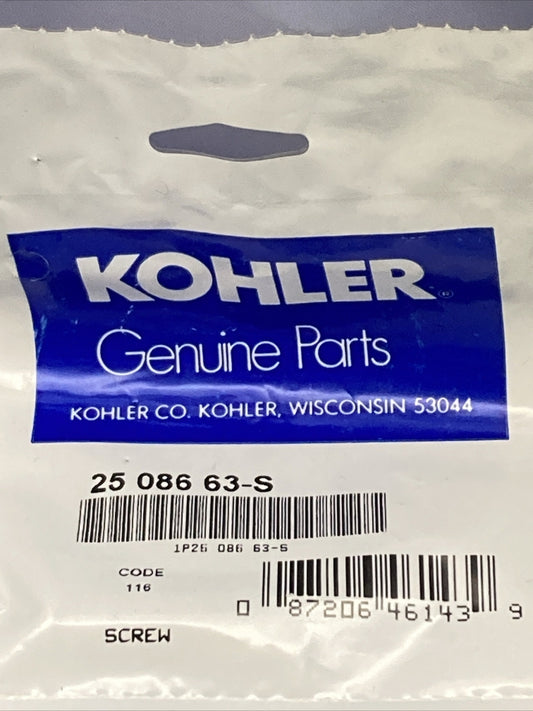 KOHLER®
Genuine Parts
KOHLER CO. KOHLER, WISCONSIN 53044
25 086 63-S
1P25 086 63-S
CODE
116
0 87206 46143 9
SCREW